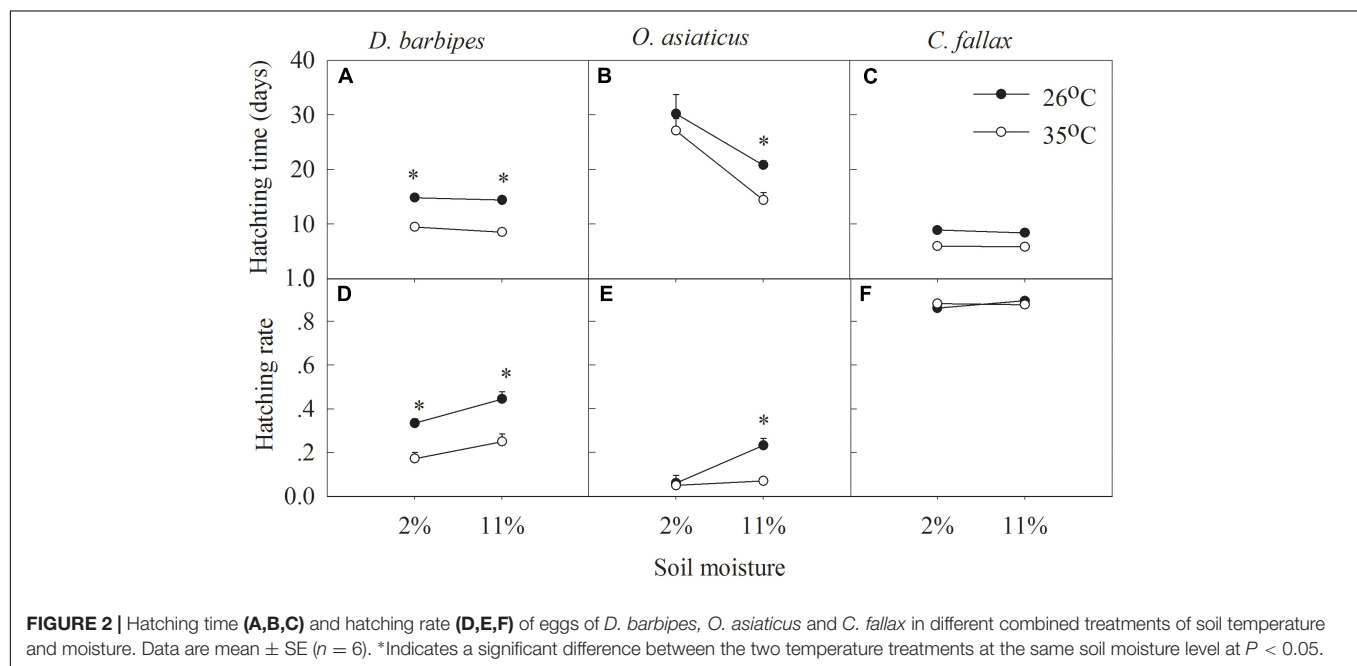 D. barbipes O. asiaticus C. fallax
Hatchting time (days)
40
30
20
10
1.0
A
B
C
26⁰C
35⁰C
* *
*
Hatching rate
.8
.6
.4
.2
0.0
D
E
F
* *
*
2% 11% 2% 11% 2% 11%
Soil moisture
FIGURE 2 | Hatching time (A,B,C) and hatching rate (D,E,F) of eggs of D. barbipes, O. asiaticus and C. fallax in different combined treatments of soil temperature
and moisture. Data are mean ± SE (n = 6). *Indicates a significant difference between the two temperature treatments at the same soil moisture level at P < 0.05.